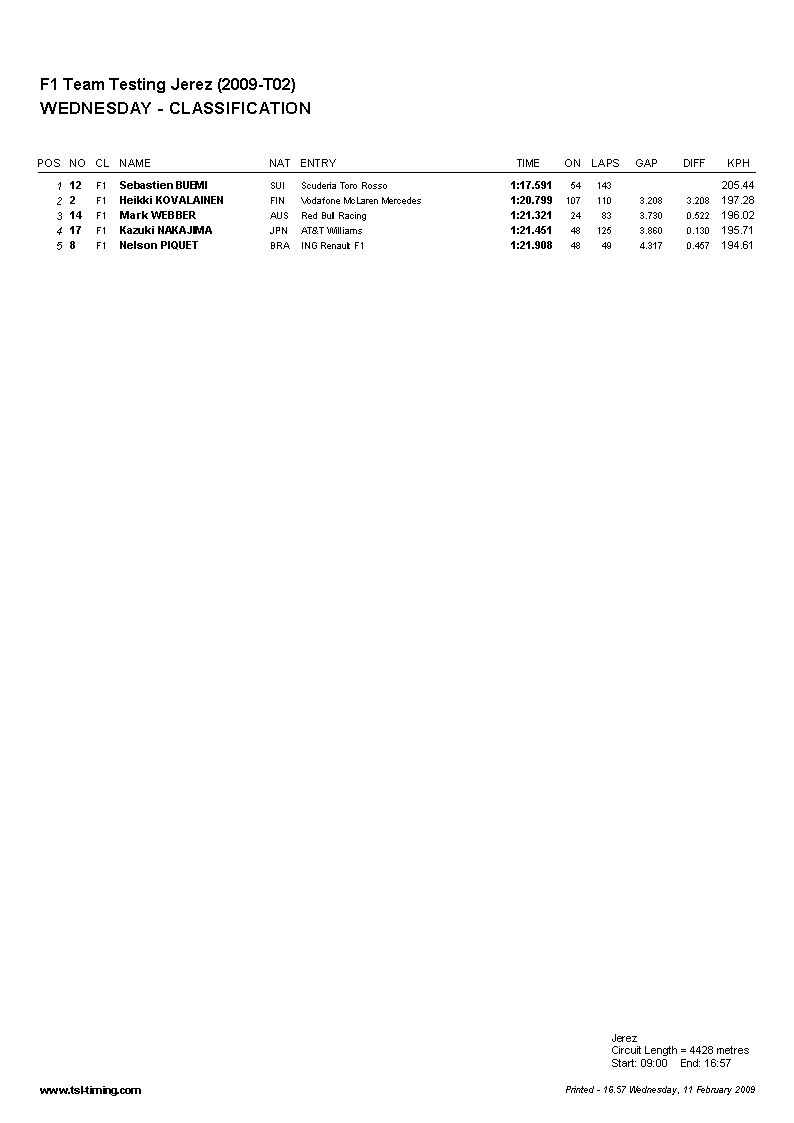 F1 Team Testing Jerez (2009-T02)
WEDNESDAY - CLASSIFICATION
POS NO CL NAME NAT ENTRY TIME ON LAPS GAP DIFF KPH
1 12 F1 Sebastien BUEMI SUI Scuderia Toro Rosso 1:17.591 54 143 205.44
2 2 F1 Heikki KOVALAINEN FIN Vodafone McLaren Mercedes 1:20.799 107 110 3.208 3.208 197.28
3 14 F1 Mark WEBBER AUS Red Bull Racing 1:21.321 24 83 3.730 0.522 196.02
4 17 F1 Kazuki NAKAJIMA JPN AT&T Williams 1:21.451 48 125 3.860 0.130 195.71
5 8 F1 Nelson PIQUET BRA ING Renault F1 1:21.908 48 49 4.317 0.457 194.61
Jerez
Circuit Length = 4428 metres
Start: 09:00 End: 16:57
www.tsl-timing.com Printed - 16:57 Wednesday, 11 February 2009